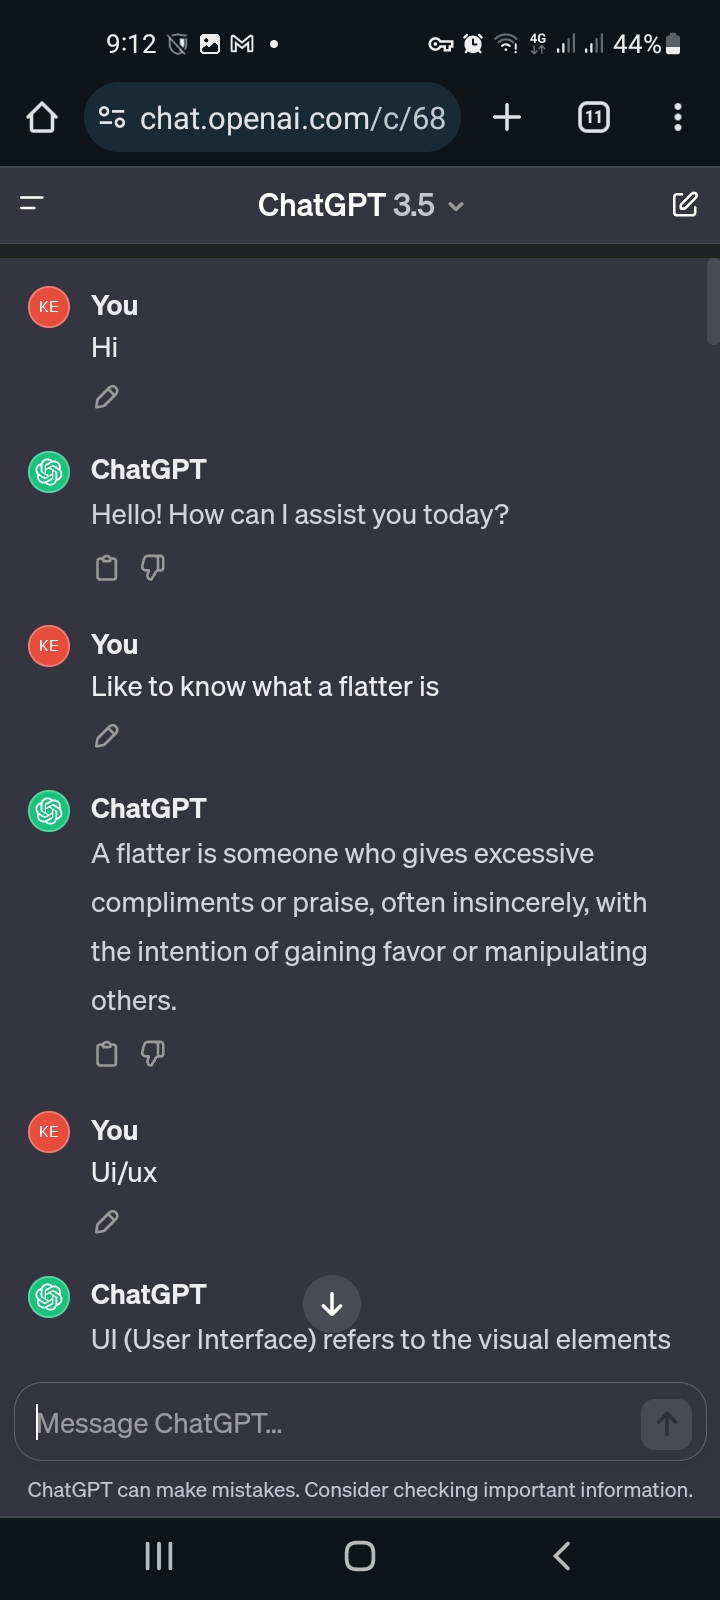 9:12
4G
44%
chat.openai.com/c/68
11
ChatGPT 3.5
KE
You
Hi
ChatGPT
Hello! How can I assist you today?
KE
You
Like to know what a flatter is
ChatGPT
A flatter is someone who gives excessive
compliments or praise, often insincerely, with
the intention of gaining favor or manipulating
others.
KE
You
Ui/ux
ChatGPT
UI (User Interface) refers to the visual elements
Message ChatGPT...
ChatGPT can make mistakes. Consider checking important information.